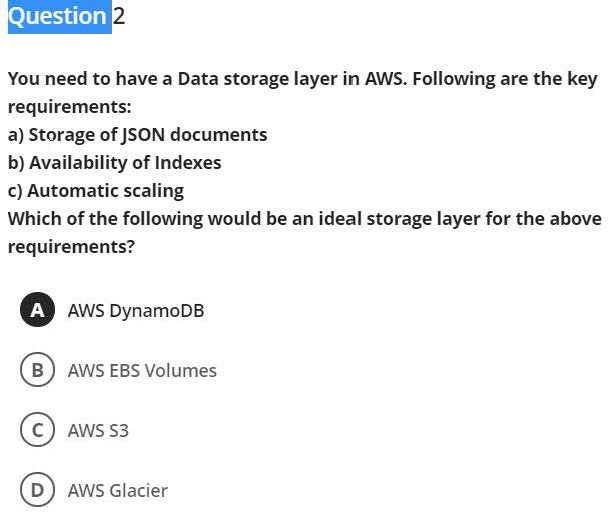 Question 2
You need to have a Data storage layer in AWS. Following are the key
requirements:
a) Storage of JSON documents
b) Availability of Indexes
c) Automatic scaling
Which of the following would be an ideal storage layer for the above
requirements?
A AWS DynamoDB
B AWS EBS Volumes
C AWS S3
D AWS Glacier